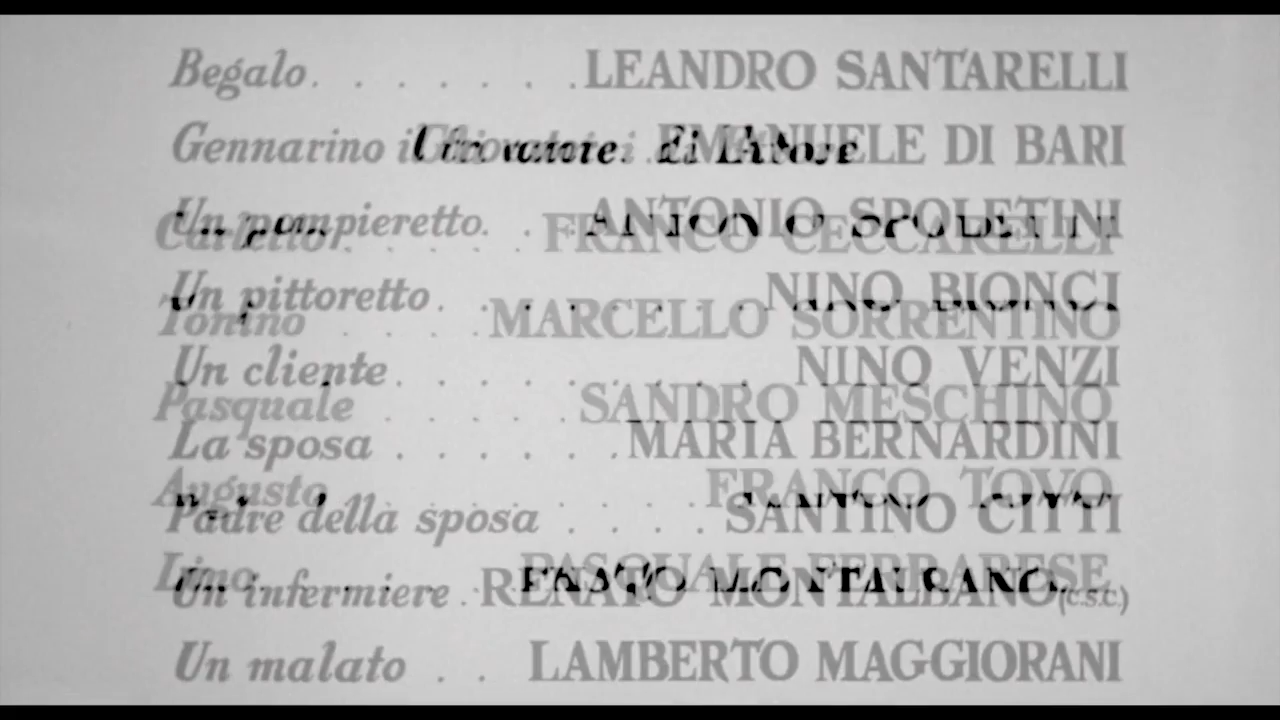 Begalo. . . . . . LEANDRO SANTARELLI
Gennarino EMANUELE DI BARI
Un pompieretto. . . ANTONIO SPOLETINI
Carletto. FRANCO CECCARELLI
Un pittoretto. . . . . . NINO BIONCI
Tonino . . . . MARCELLO SORRENTINO
Un cliente. . . . . . . NINO VENZI
Pasquale . . . . . SANDRO MESCHINO
La sposa . . . . . . MARIA BERNARDINI
Augusto FRANCO TOVO
Padre della sposa . . . . SANTINO CITTI
Lino. PASQUALE FERRARESE
Un infermiere . RENATO MONTALBANO (c.s.c.)
Un malato . . LAMBERTO MAGGIORANI